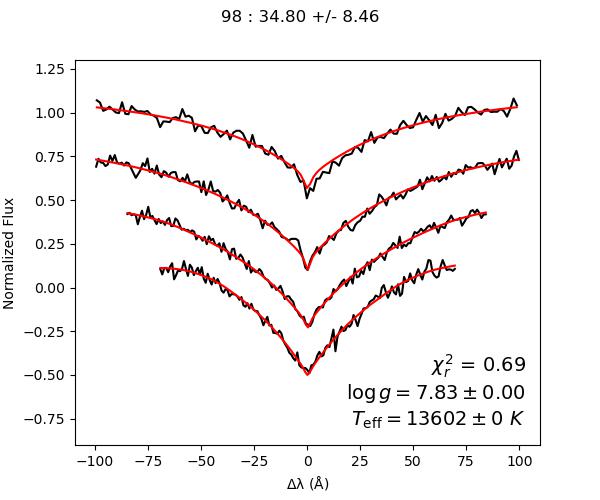 98 : 34.80 +/- 8.46
1.25
1.00
0.75
0.50
0.25
0.00
−0.25
−0.50
−0.75
Normalized Flux
χ²ᵣ = 0.69
log g = 7.83 ± 0.00
T_eff = 13602 ± 0 K
−100 −75 −50 −25 0 25 50 75 100
Δλ (Å)